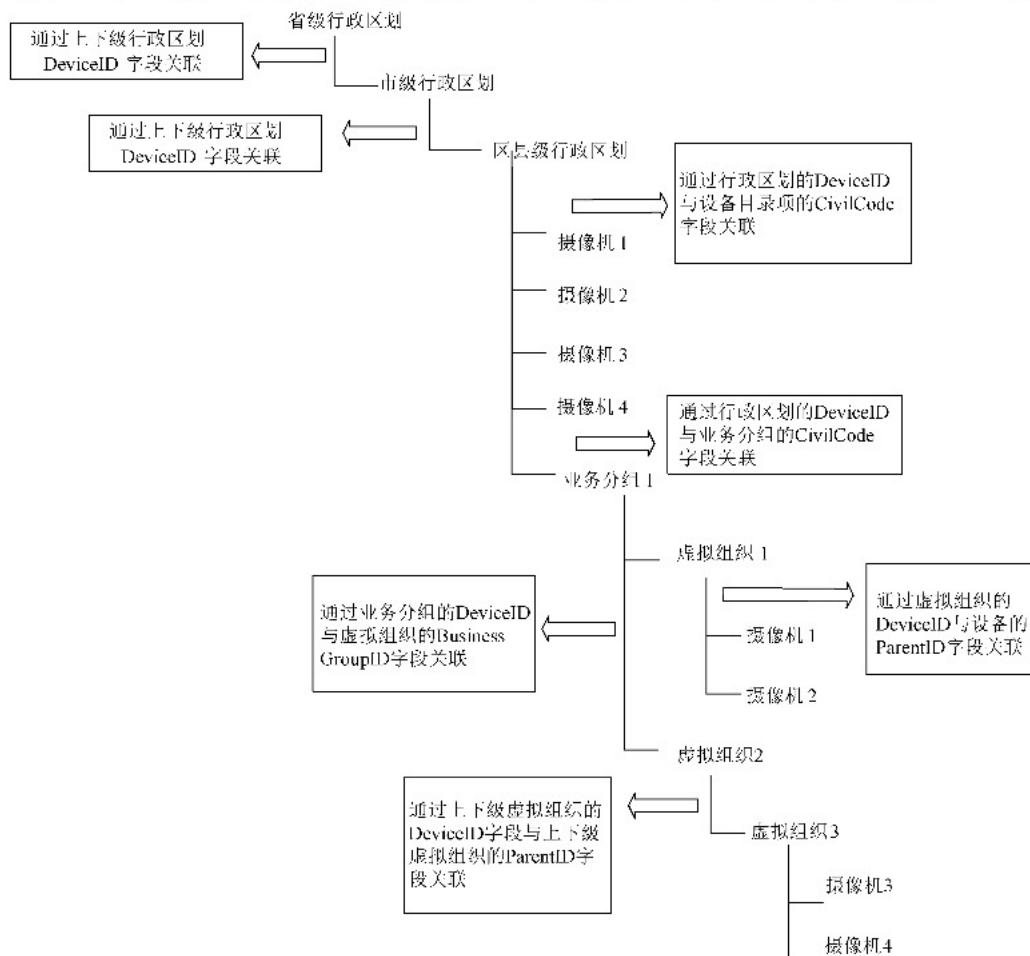 省级行政区划
通过上下级行政区划
DeviceID 字段关联
市级行政区划
通过上下级行政区划
DeviceID 字段关联
区县级行政区划
通过行政区划的DeviceID
与设备目录项的CivilCode
字段关联
摄像机 1
摄像机 2
摄像机 3
摄像机 4
通过行政区划的DeviceID
与业务分组的CivilCode
字段关联
业务分组 1
虚拟组织 1
通过业务分组的DeviceID
与虚拟组织的Business
GroupID字段关联
通过虚拟组织的
DeviceID与设备的
ParentID字段关联
摄像机 1
摄像机 2
虚拟组织2
通过上下级虚拟组织的
DeviceID字段与上下级
虚拟组织的ParentID字
段关联
虚拟组织3
摄像机3
摄像机4